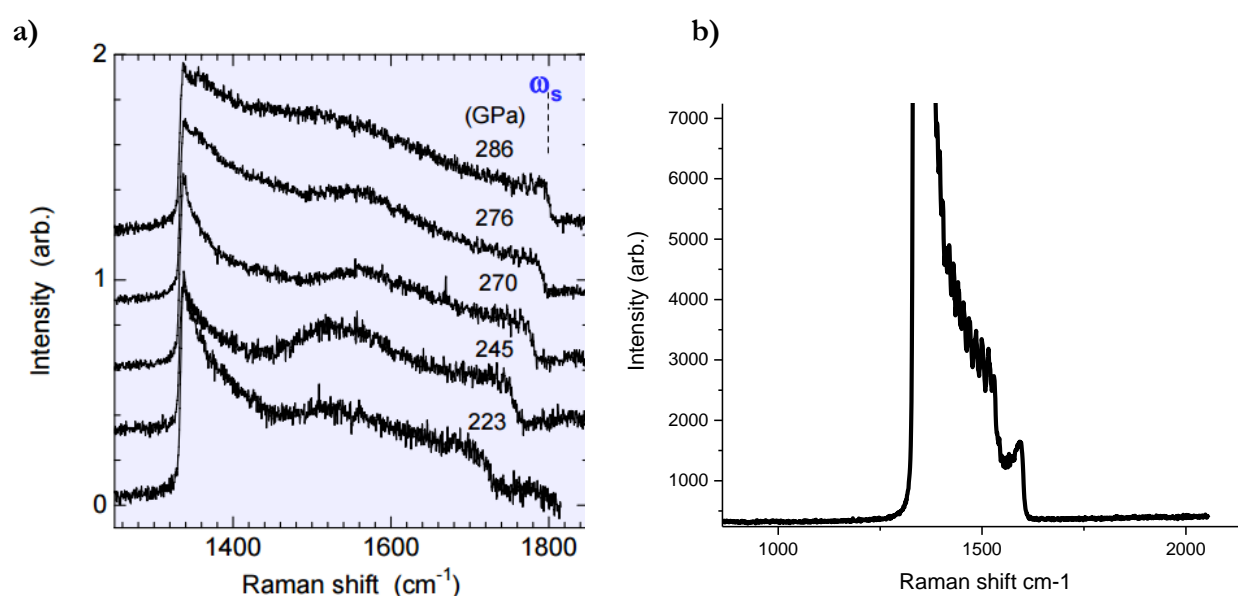 a)
2
1
0
Intensity (arb.)
ωs
(GPa)
286
276
270
245
223
1400
1600
1800
Raman shift (cm-1)
b)
7000
6000
5000
4000
3000
2000
1000
Intensity (arb.)
1000
1500
2000
Raman shift cm-1